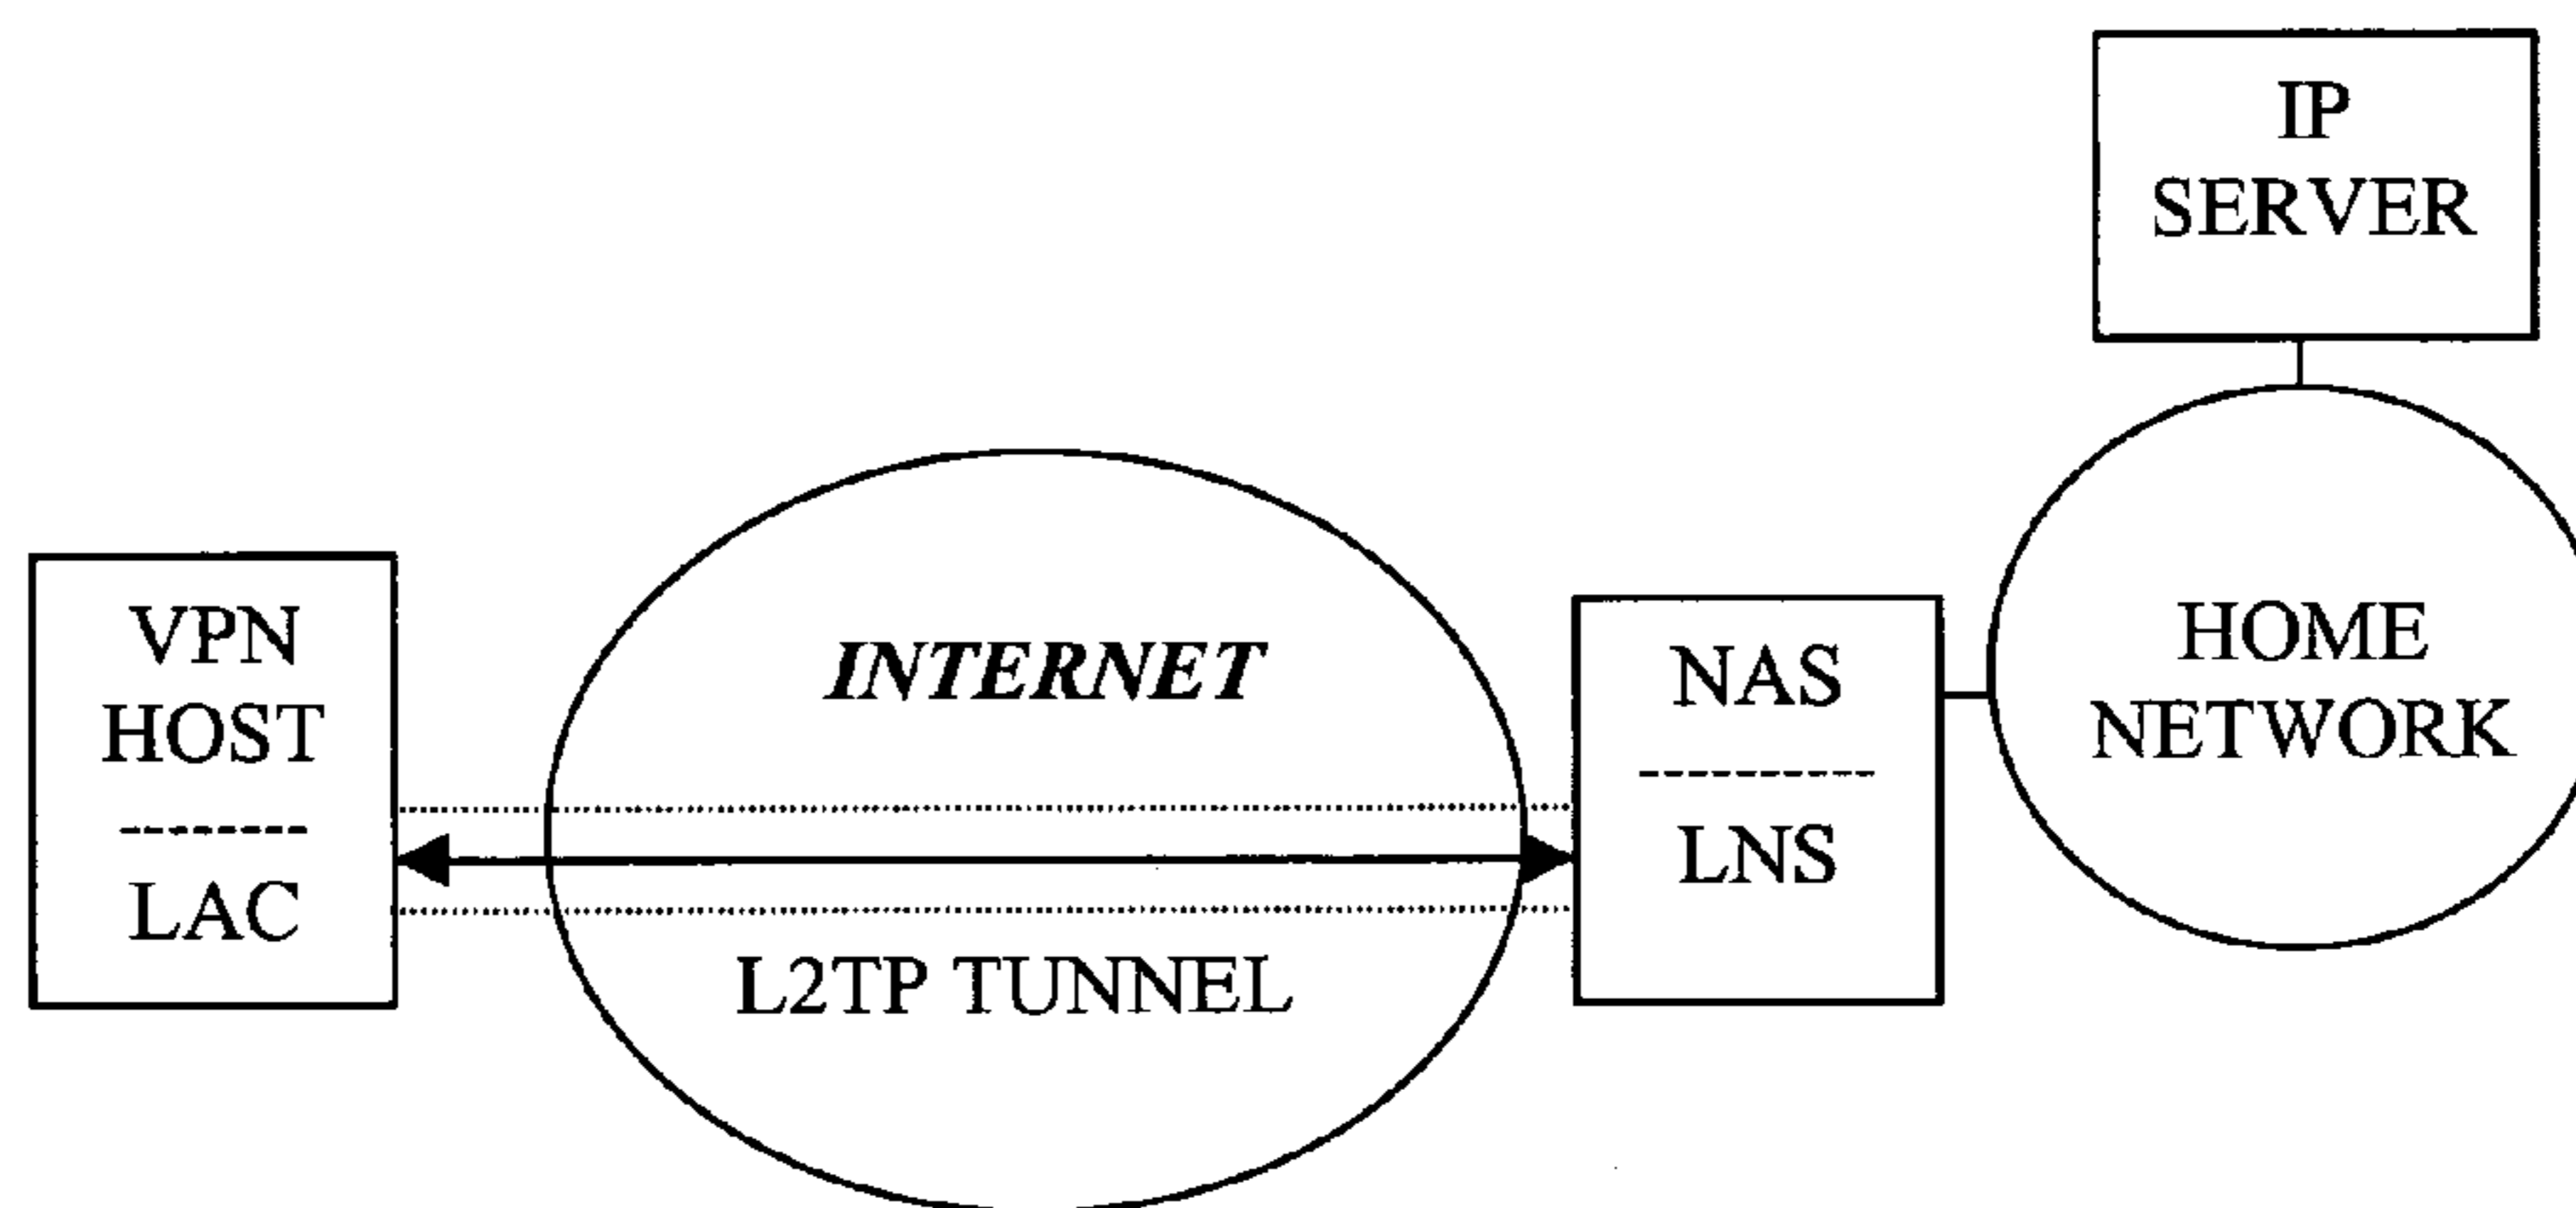 IP
SERVER
VPN
HOST
LAC
INTERNET
L2TP TUNNEL
NAS
LNS
HOME
NETWORK